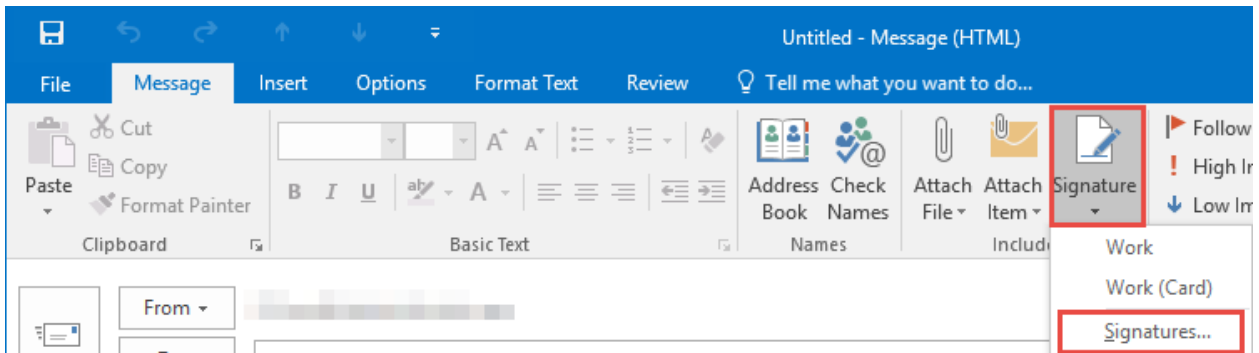 Untitled - Message (HTML)
File Message Insert Options Format Text Review Tell me what you want to do...
Paste
Cut
Copy
Format Painter
Clipboard
B I U
Basic Text
Address Book
Check Names
Names
Attach File
Attach Item
Signature
Includ
Follow
High Ir
Low Im
Work
Work (Card)
Signatures...
From